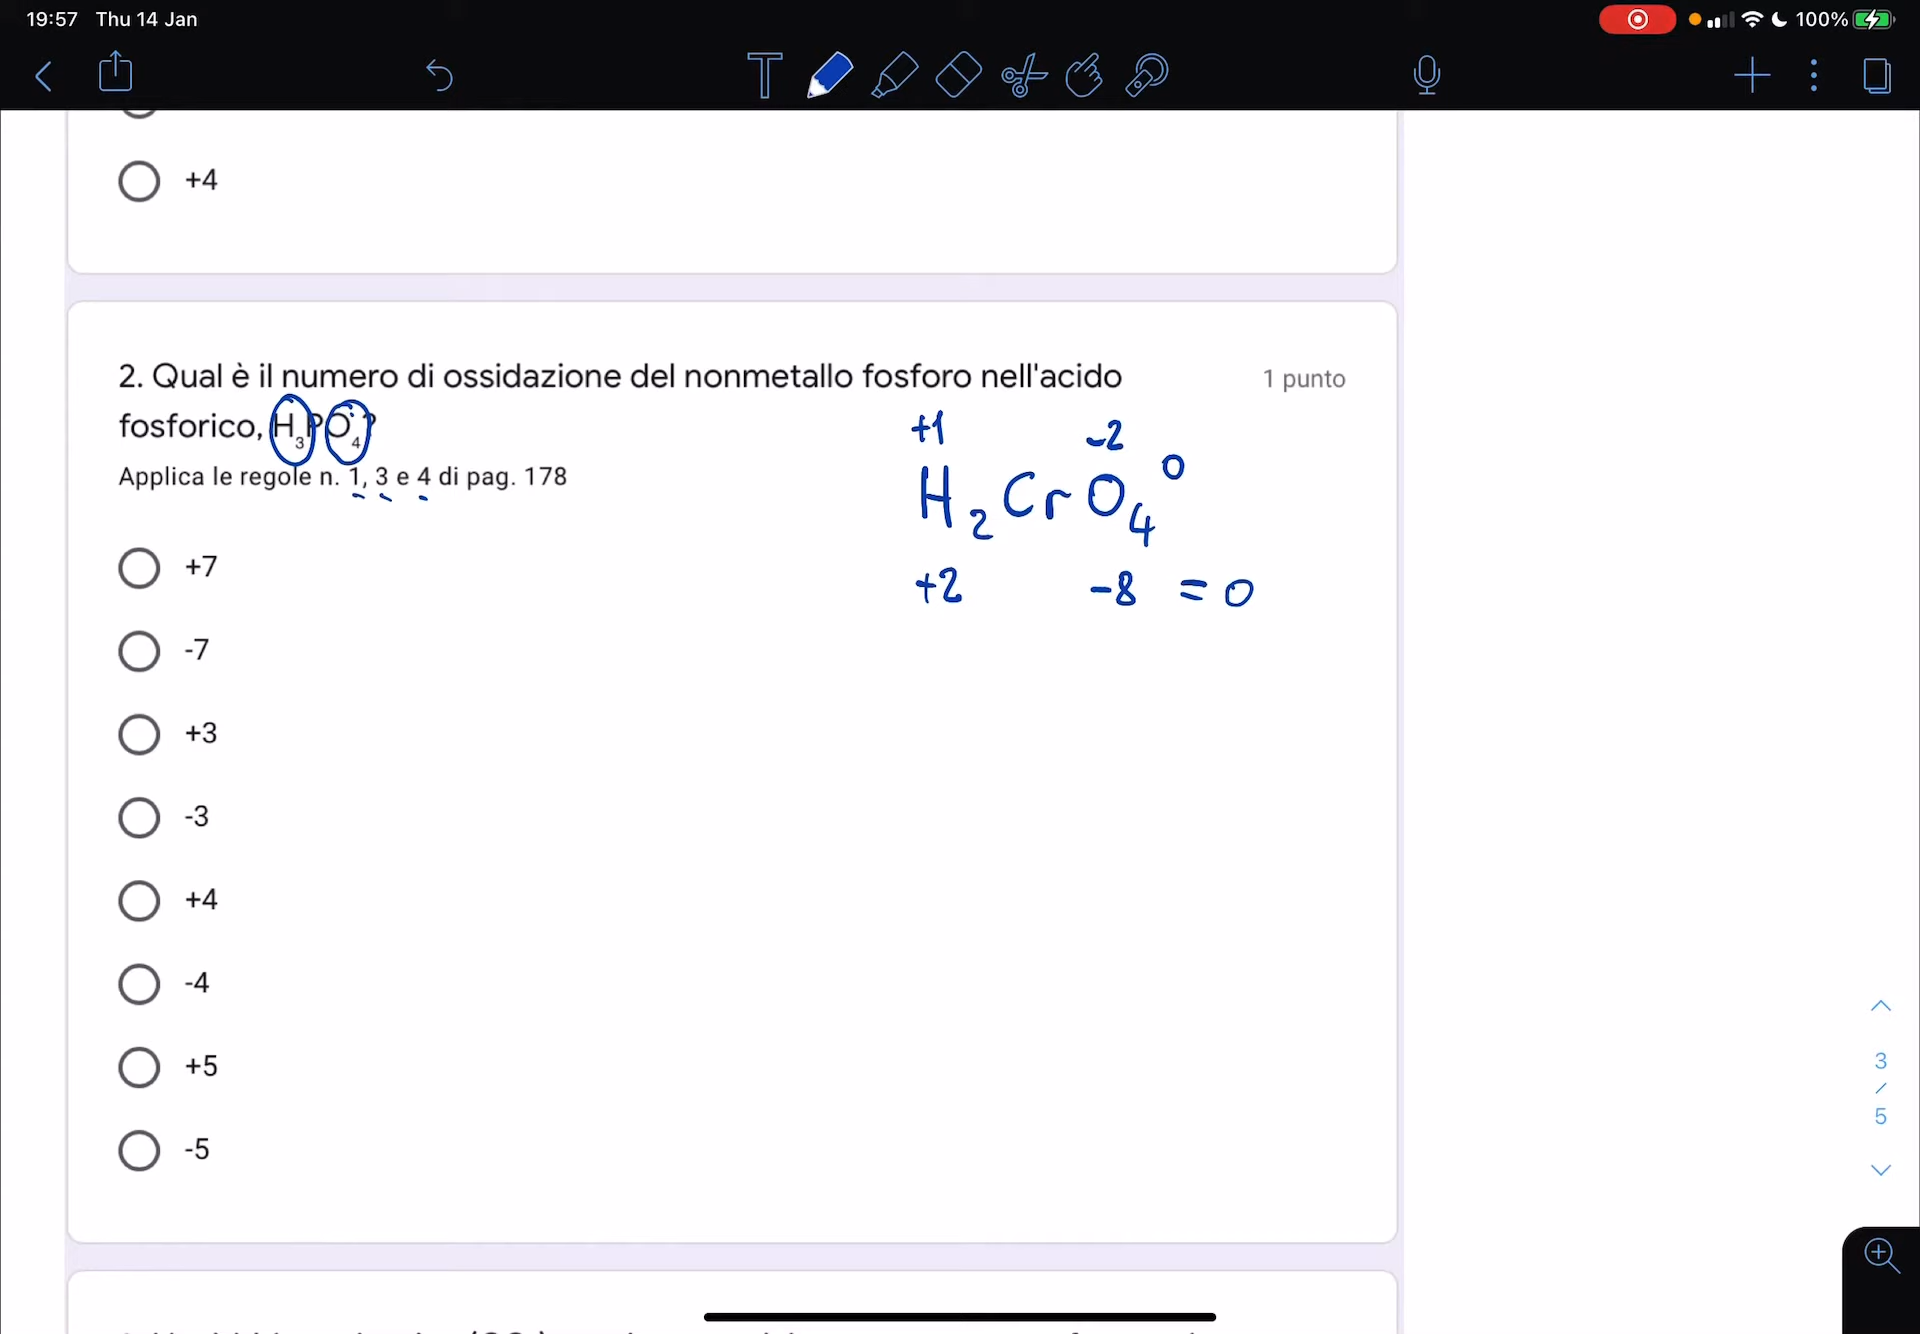 19:57 Thu 14 Jan
100%
+4
2. Qual è il numero di ossidazione del nonmetallo fosforo nell'acido
1 punto
fosforico, H₃PO₄?
Applica le regole n. 1, 3 e 4 di pag. 178
+1 -2
H₂CrO₄⁰
+2 -8 = 0
+7
-7
+3
-3
+4
-4
+5
-5
3
/
5